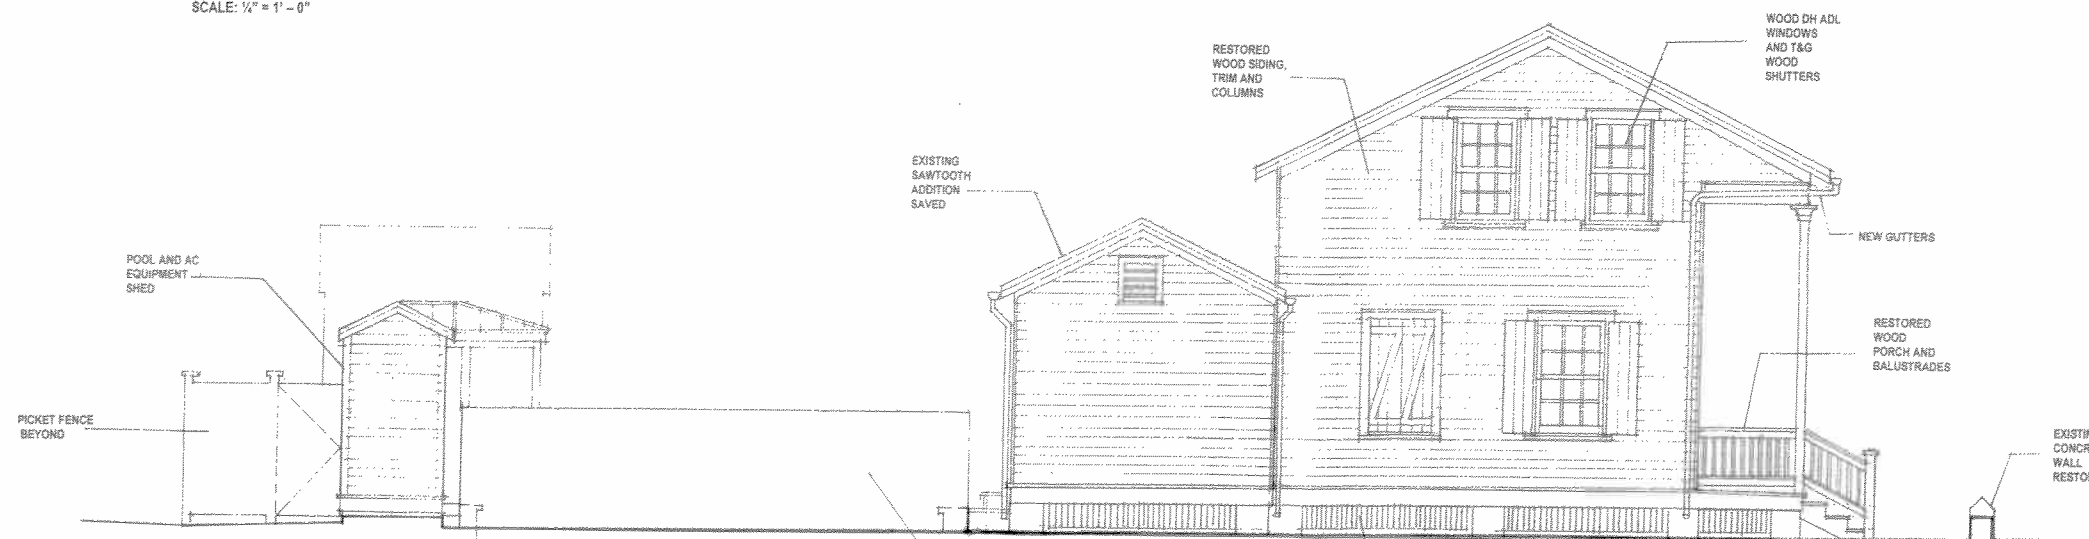 SCALE: ¼" = 1' – 0"
WOOD DH ADL
WINDOWS
AND T&G
WOOD
SHUTTERS
RESTORED
WOOD SIDING,
TRIM AND
COLUMNS
EXISTING
SAWTOOTH
ADDITION
SAVED
NEW GUTTERS
POOL AND AC
EQUIPMENT
SHED
RESTORED
WOOD
PORCH AND
BALUSTRADES
PICKET FENCE
BEYOND
EXISTIN
CONCR
WALL
RESTO